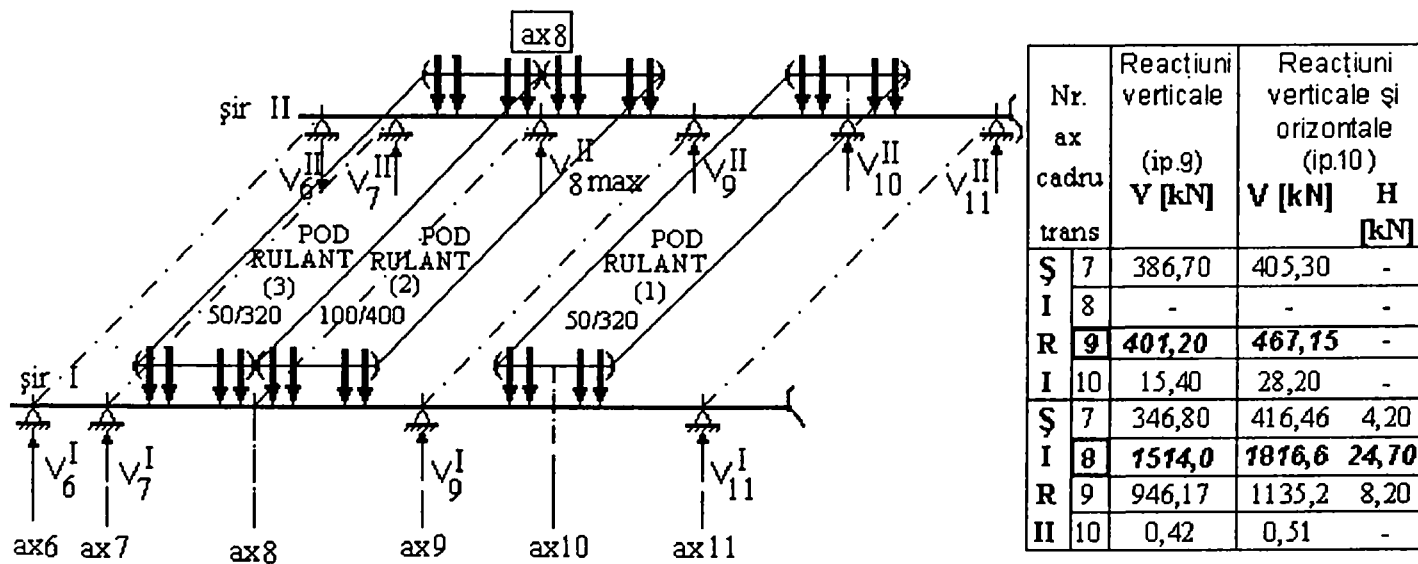 ax8
şir II
V₆ᴵᴵ V₇ᴵᴵ V₈ᴵᴵ max V₉ᴵᴵ V₁₀ᴵᴵ V₁₁ᴵᴵ
POD RULANT (3) 50/320
POD RULANT (2) 100/400
POD RULANT (1) 50/320
şir I
V₆ᴵ V₇ᴵ V₉ᴵ V₁₁ᴵ
ax6 ax7 ax8 ax9 ax10 ax11
Nr. ax cadru trans
Reacţiuni verticale (ip.9) V [kN]
Reacţiuni verticale şi orizontale (ip.10) V [kN] H [kN]
Ş 7 386,70 405,30 -
I 8 - - -
R 9 401,20 467,15 -
I 10 15,40 28,20 -
Ş 7 346,80 416,46 4,20
I 8 1514,0 1816,6 24,70
R 9 946,17 1135,2 8,20
II 10 0,42 0,51 -